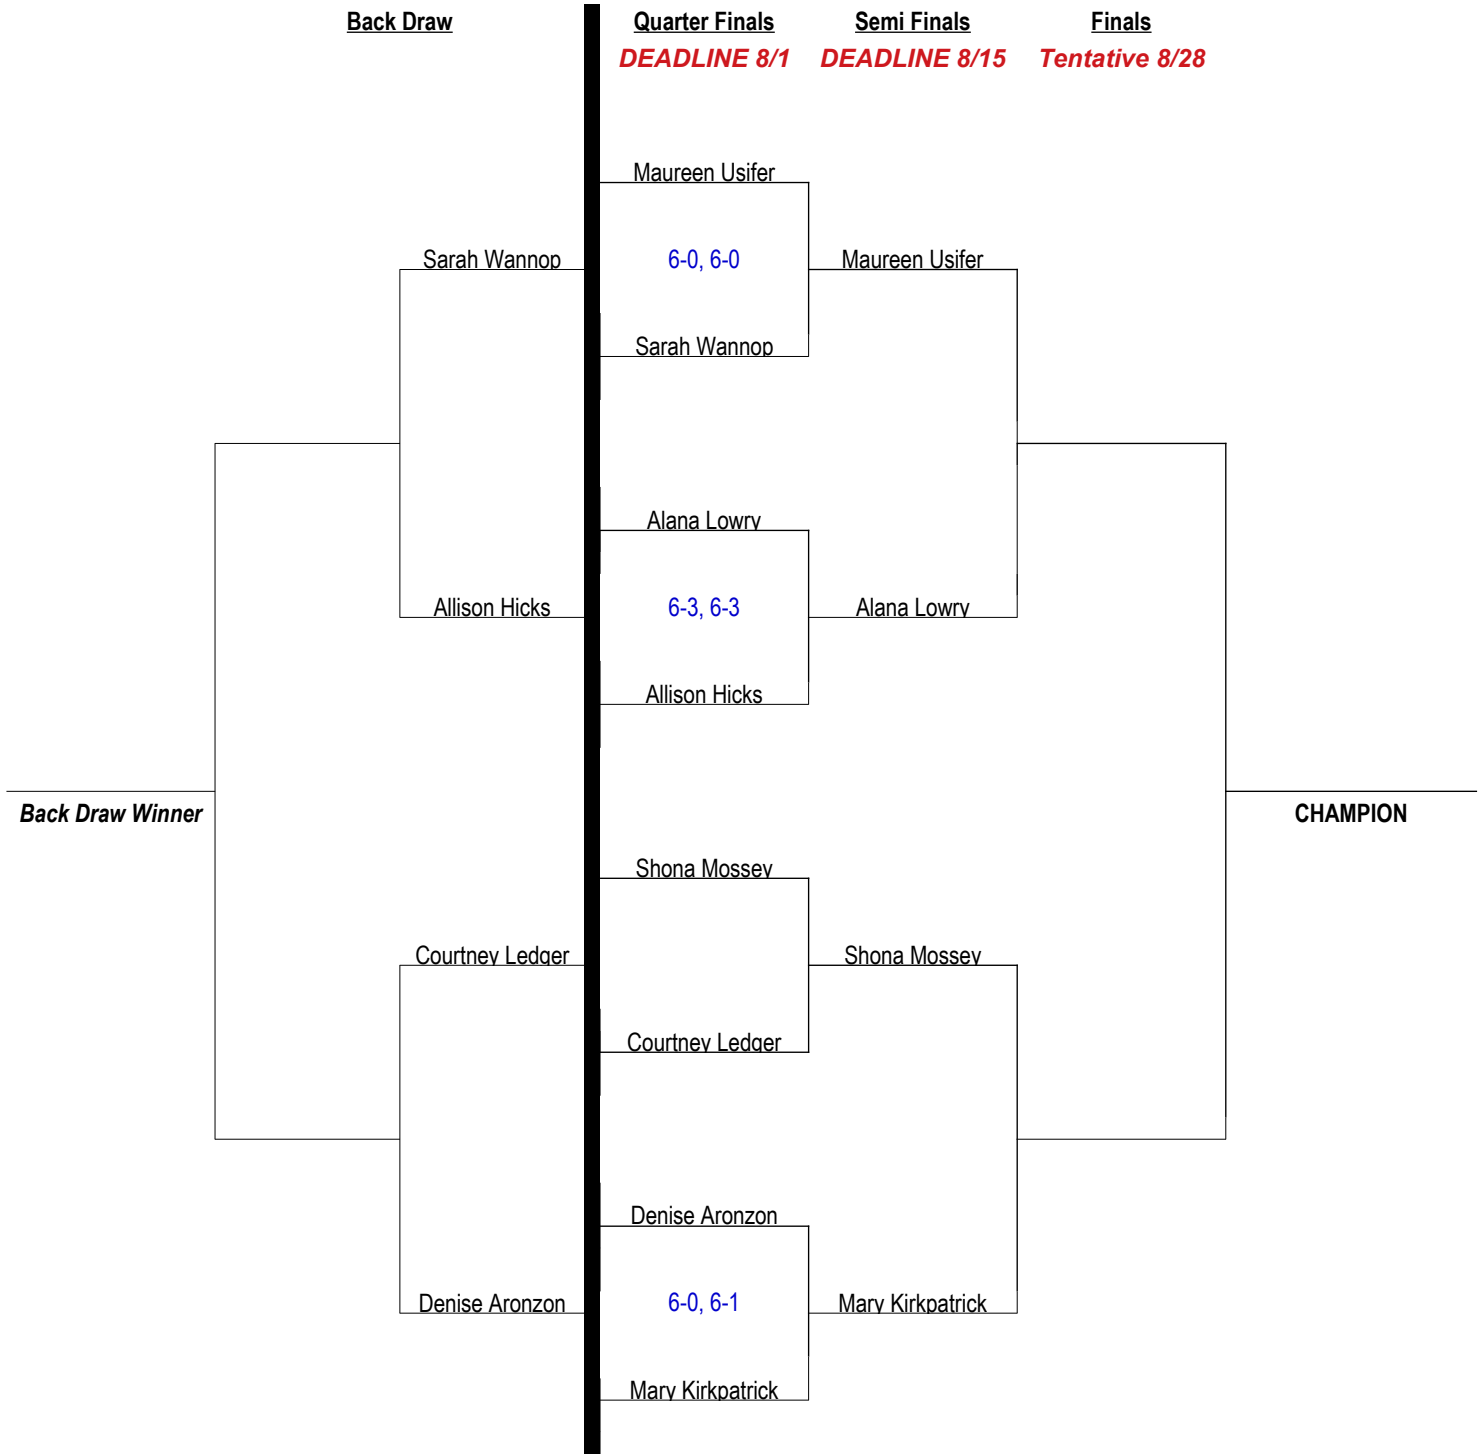 Back Draw
Quarter Finals
Semi Finals
Finals
DEADLINE 8/1
DEADLINE 8/15
Tentative 8/28
Maureen Usifer
Sarah Wannop
6-0, 6-0
Maureen Usifer
Sarah Wannop
Alana Lowry
Allison Hicks
6-3, 6-3
Alana Lowry
Allison Hicks
Back Draw Winner
CHAMPION
Shona Mossey
Courtney Ledger
Shona Mossey
Courtney Ledger
Denise Aronzon
Denise Aronzon
6-0, 6-1
Mary Kirkpatrick
Mary Kirkpatrick